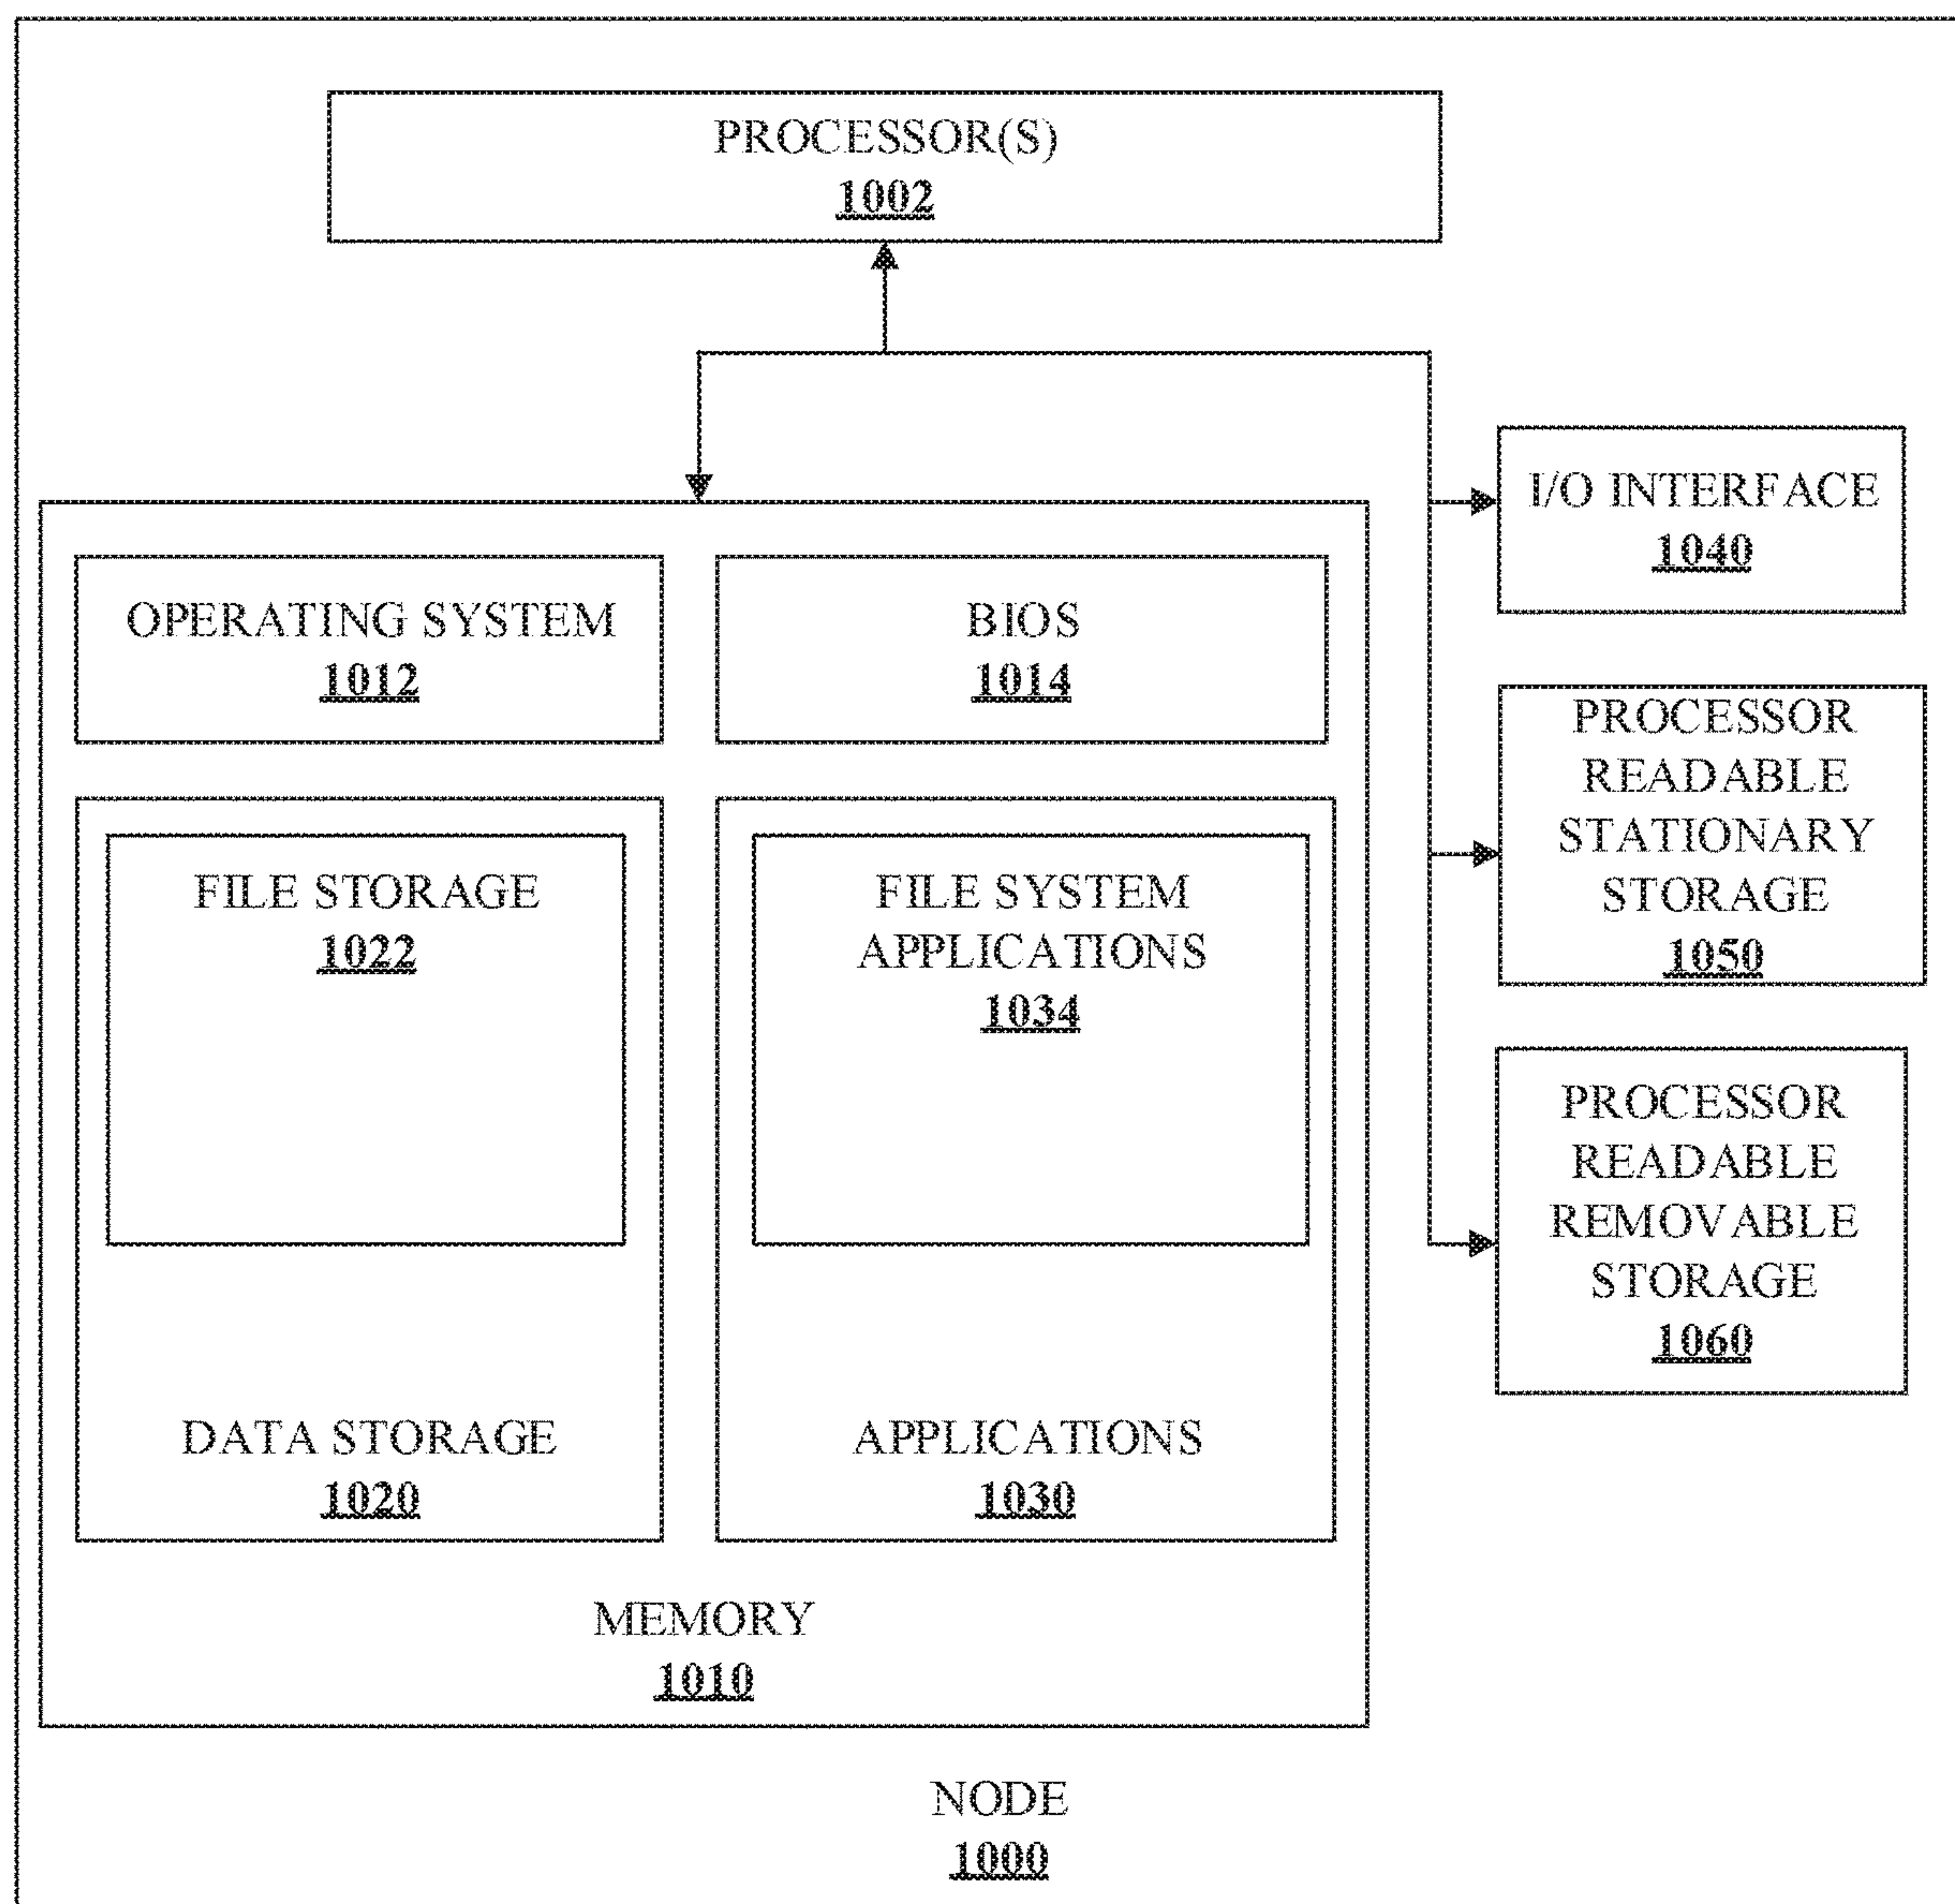 PROCESSOR(S)
1002
I/O INTERFACE
1040
OPERATING SYSTEM
1012
BIOS
1014
PROCESSOR
READABLE
STATIONARY
STORAGE
1050
FILE STORAGE
1022
FILE SYSTEM
APPLICATIONS
1034
PROCESSOR
READABLE
REMOVABLE
STORAGE
1060
DATA STORAGE
1020
APPLICATIONS
1030
MEMORY
1010
NODE
1000